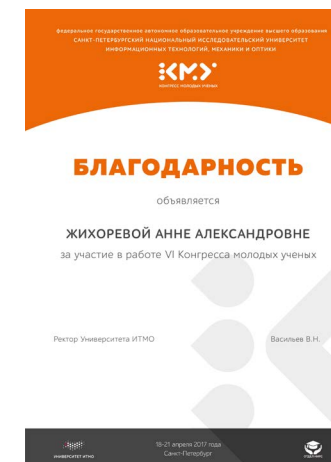 федеральное государственное автономное образовательное учреждение высшего образования
САНКТ-ПЕТЕРБУРГСКИЙ НАЦИОНАЛЬНЫЙ ИССЛЕДОВАТЕЛЬСКИЙ УНИВЕРСИТЕТ
ИНФОРМАЦИОННЫХ ТЕХНОЛОГИЙ, МЕХАНИКИ И ОПТИКИ
КМУ
КОНГРЕСС МОЛОДЫХ УЧЕНЫХ
БЛАГОДАРНОСТЬ
объявляется
ЖИХОРЕВОЙ АННЕ АЛЕКСАНДРОВНЕ
за участие в работе VI Конгресса молодых ученых
Ректор Университета ИТМО Васильев В.Н.
18-21 апреля 2017 года
Санкт-Петербург
УНИВЕРСИТЕТ ИТМО